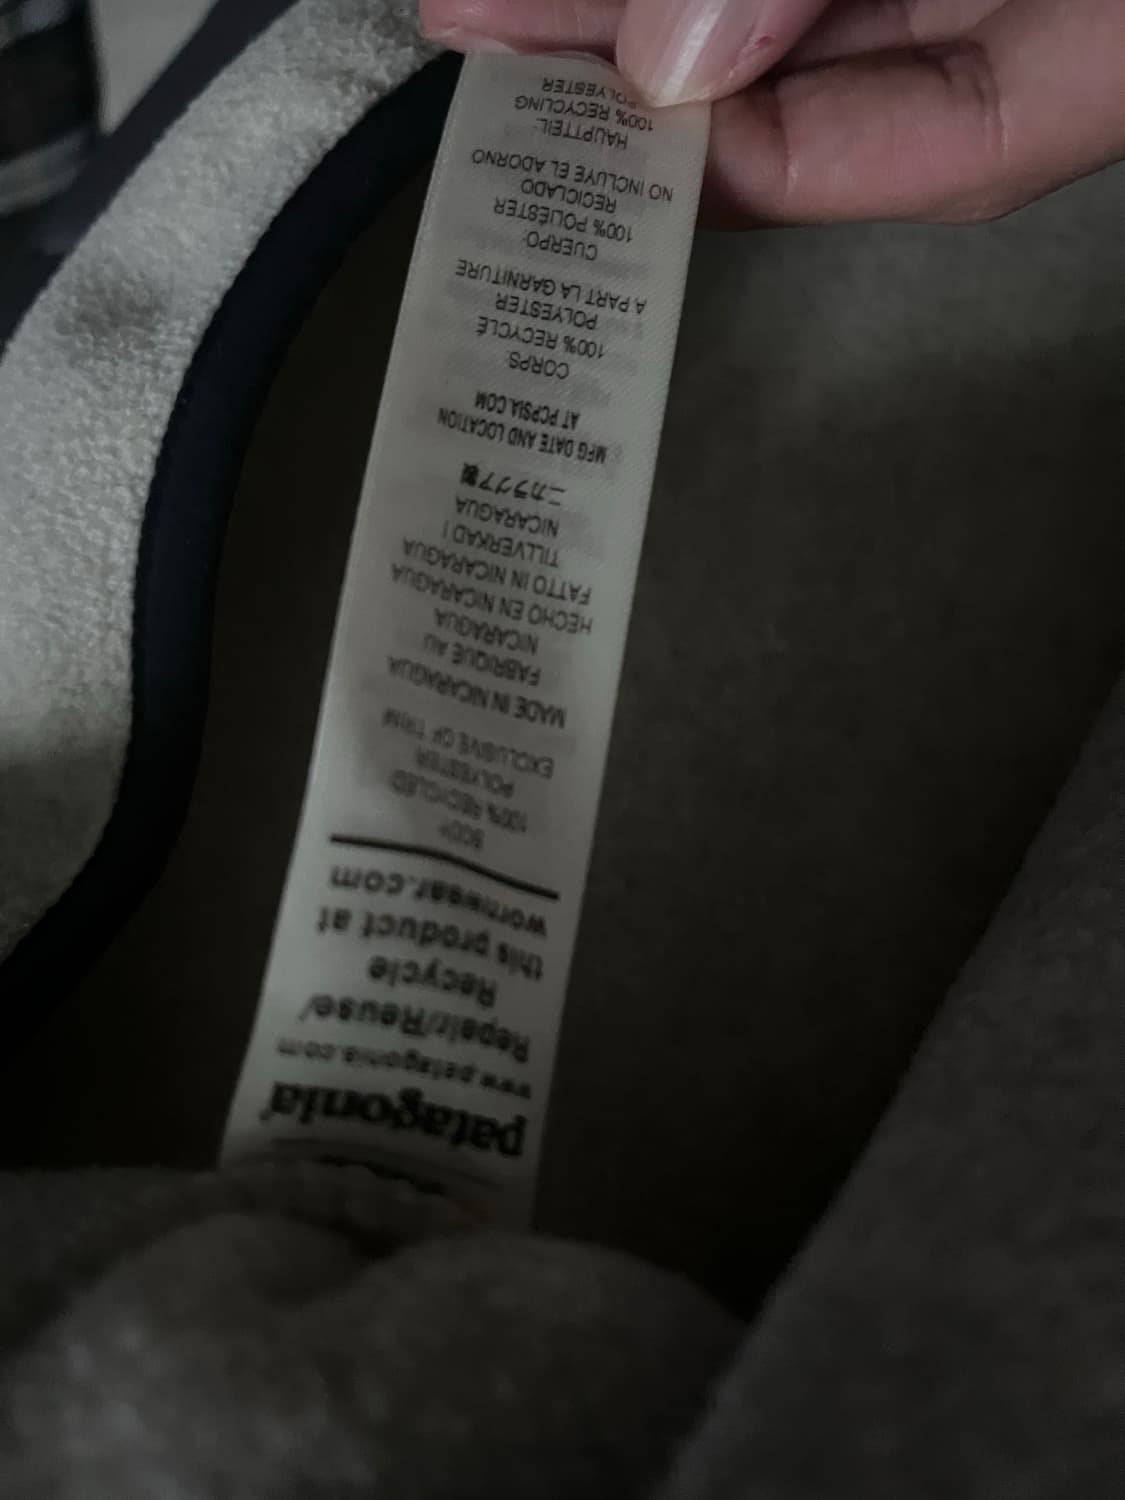 patagonia
www.patagonia.com
Repair/Reuse/
Recycle
this product at
wornwear.com
BODY:
100% RECYCLED
POLYESTER
EXCLUSIVE OF TRIM
MADE IN NICARAGUA
FABRIQUÉ AU
NICARAGUA
HECHO EN NICARAGUA
FATTO IN NICARAGUA
TILLVERKAD I
NICARAGUA
ニカラグア製
MFG DATE AND LOCATION
AT PCPSIA.COM
CORPS:
100% RECYCLÉ
POLYESTER
A PART LA GARNITURE
CUERPO:
100% POLIÉSTER
RECICLADO
NO INCLUYE EL ADORNO
HAUPTTEIL:
100% RECYCLING
POLYESTER